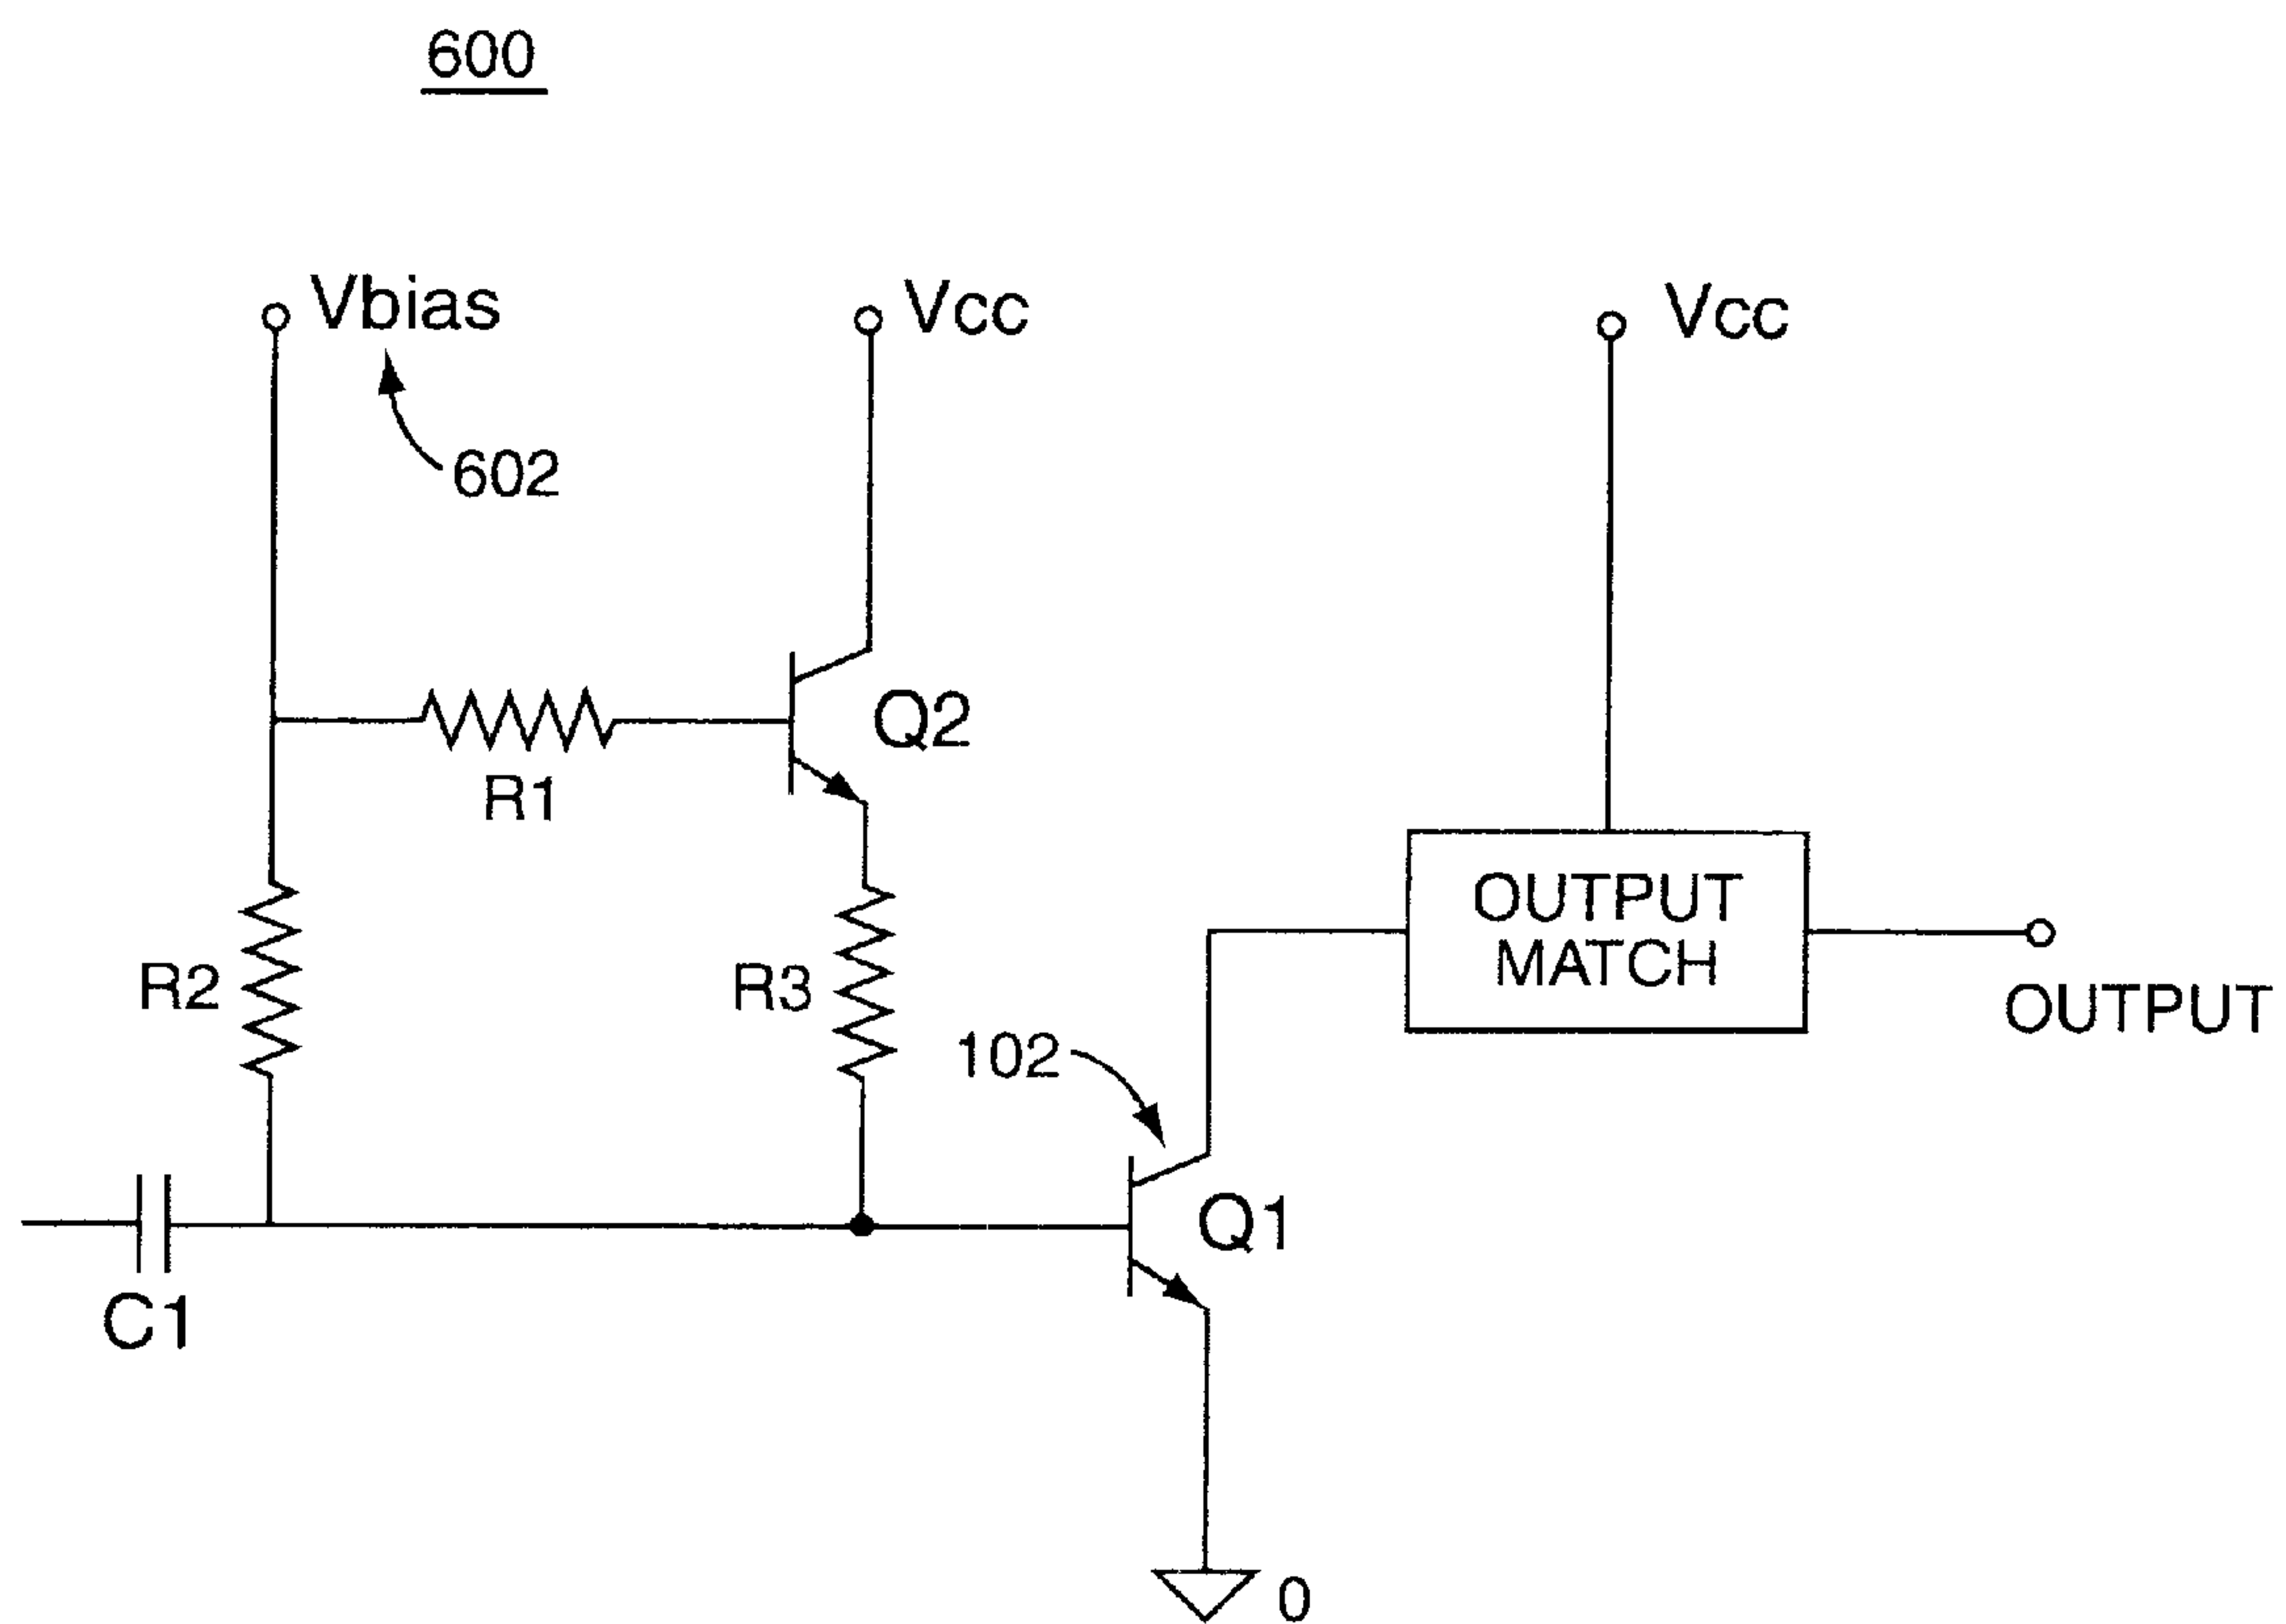 600
Vbias
Vcc
Vcc
602
Q2
R1
OUTPUT
MATCH
R2
R3
OUTPUT
102
Q1
C1
0